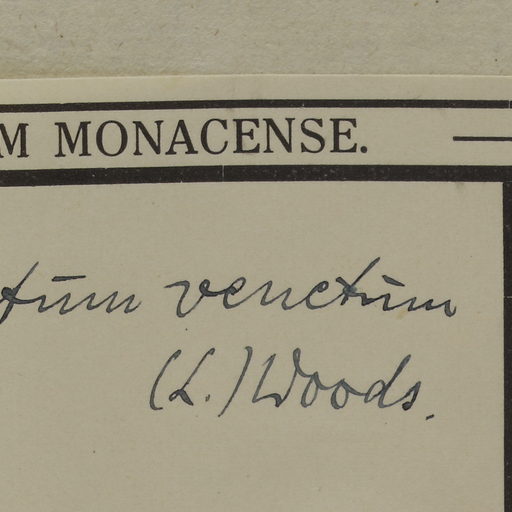 M MONACENSE.
tum venetum
(L.) Woods.